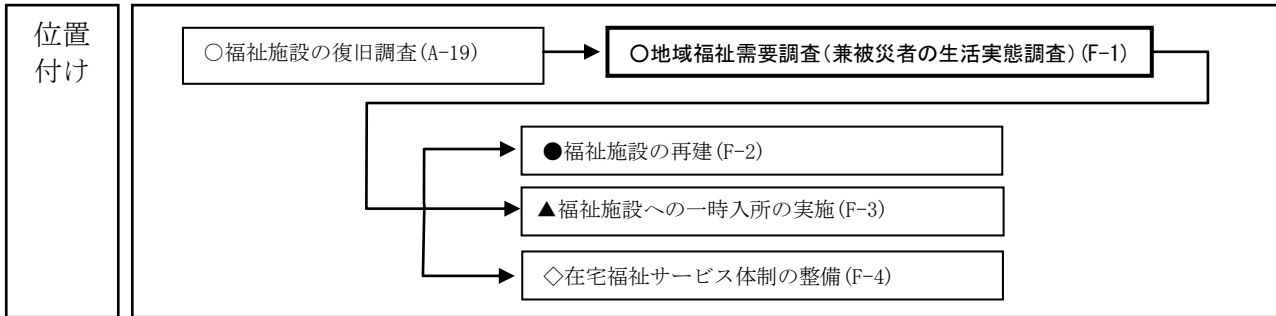 位置
付け
○福祉施設の復旧調査(A-19)
○地域福祉需要調査(兼被災者の生活実態調査)(F-1)
●福祉施設の再建(F-2)
▲福祉施設への一時入所の実施(F-3)
◇在宅福祉サービス体制の整備(F-4)